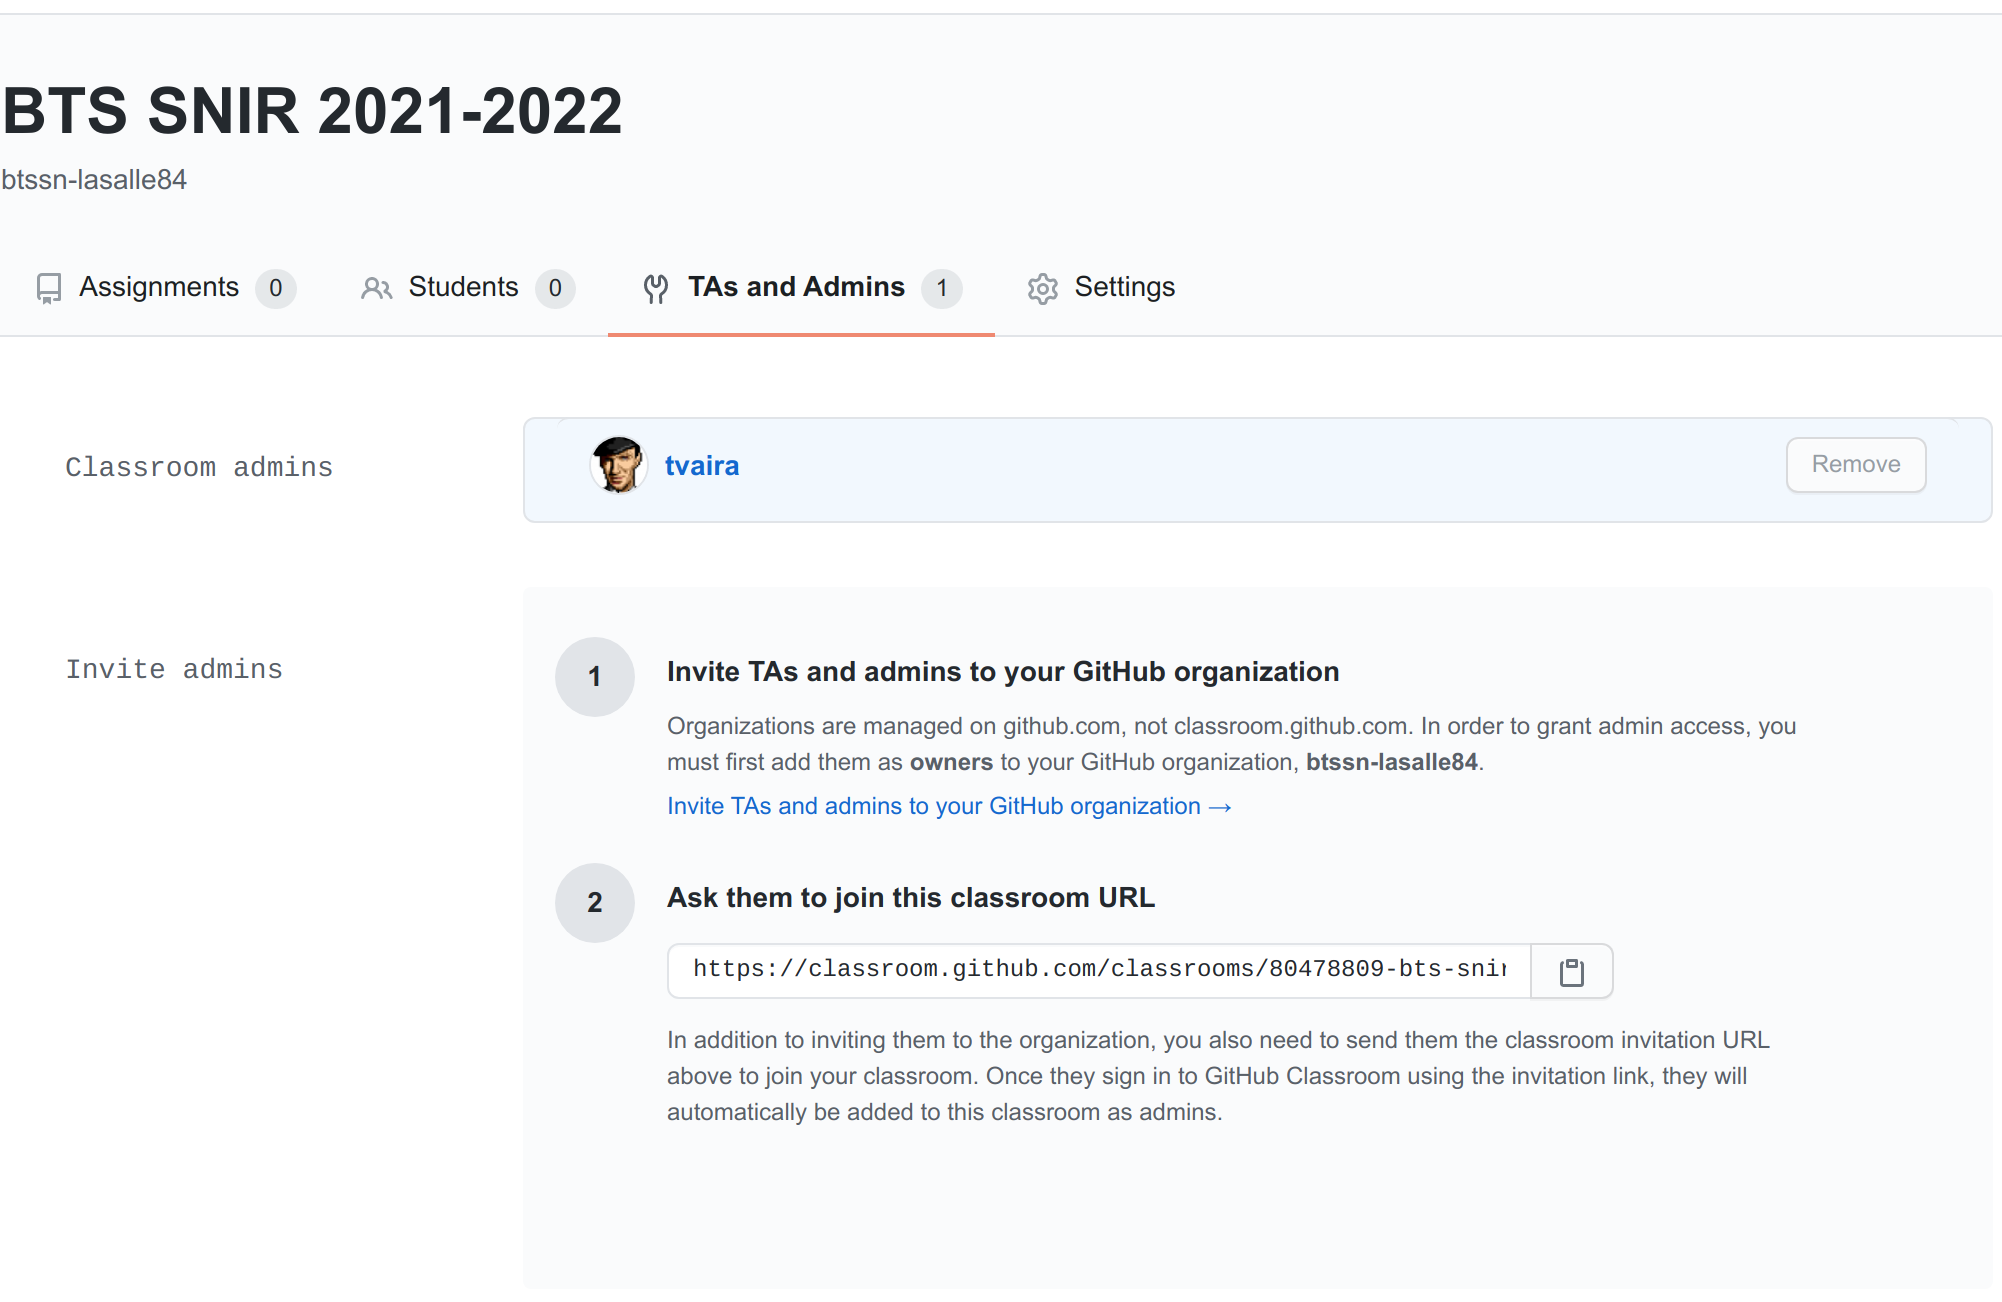 BTS SNIR 2021-2022
btssn-lasalle84
Assignments 0 Students 0 TAs and Admins 1 Settings
Classroom admins
tvaira
Remove
Invite admins
1
Invite TAs and admins to your GitHub organization
Organizations are managed on github.com, not classroom.github.com. In order to grant admin access, you
must first add them as owners to your GitHub organization, btssn-lasalle84.
Invite TAs and admins to your GitHub organization →
2
Ask them to join this classroom URL
https://classroom.github.com/classrooms/80478809-bts-snir
In addition to inviting them to the organization, you also need to send them the classroom invitation URL
above to join your classroom. Once they sign in to GitHub Classroom using the invitation link, they will
automatically be added to this classroom as admins.